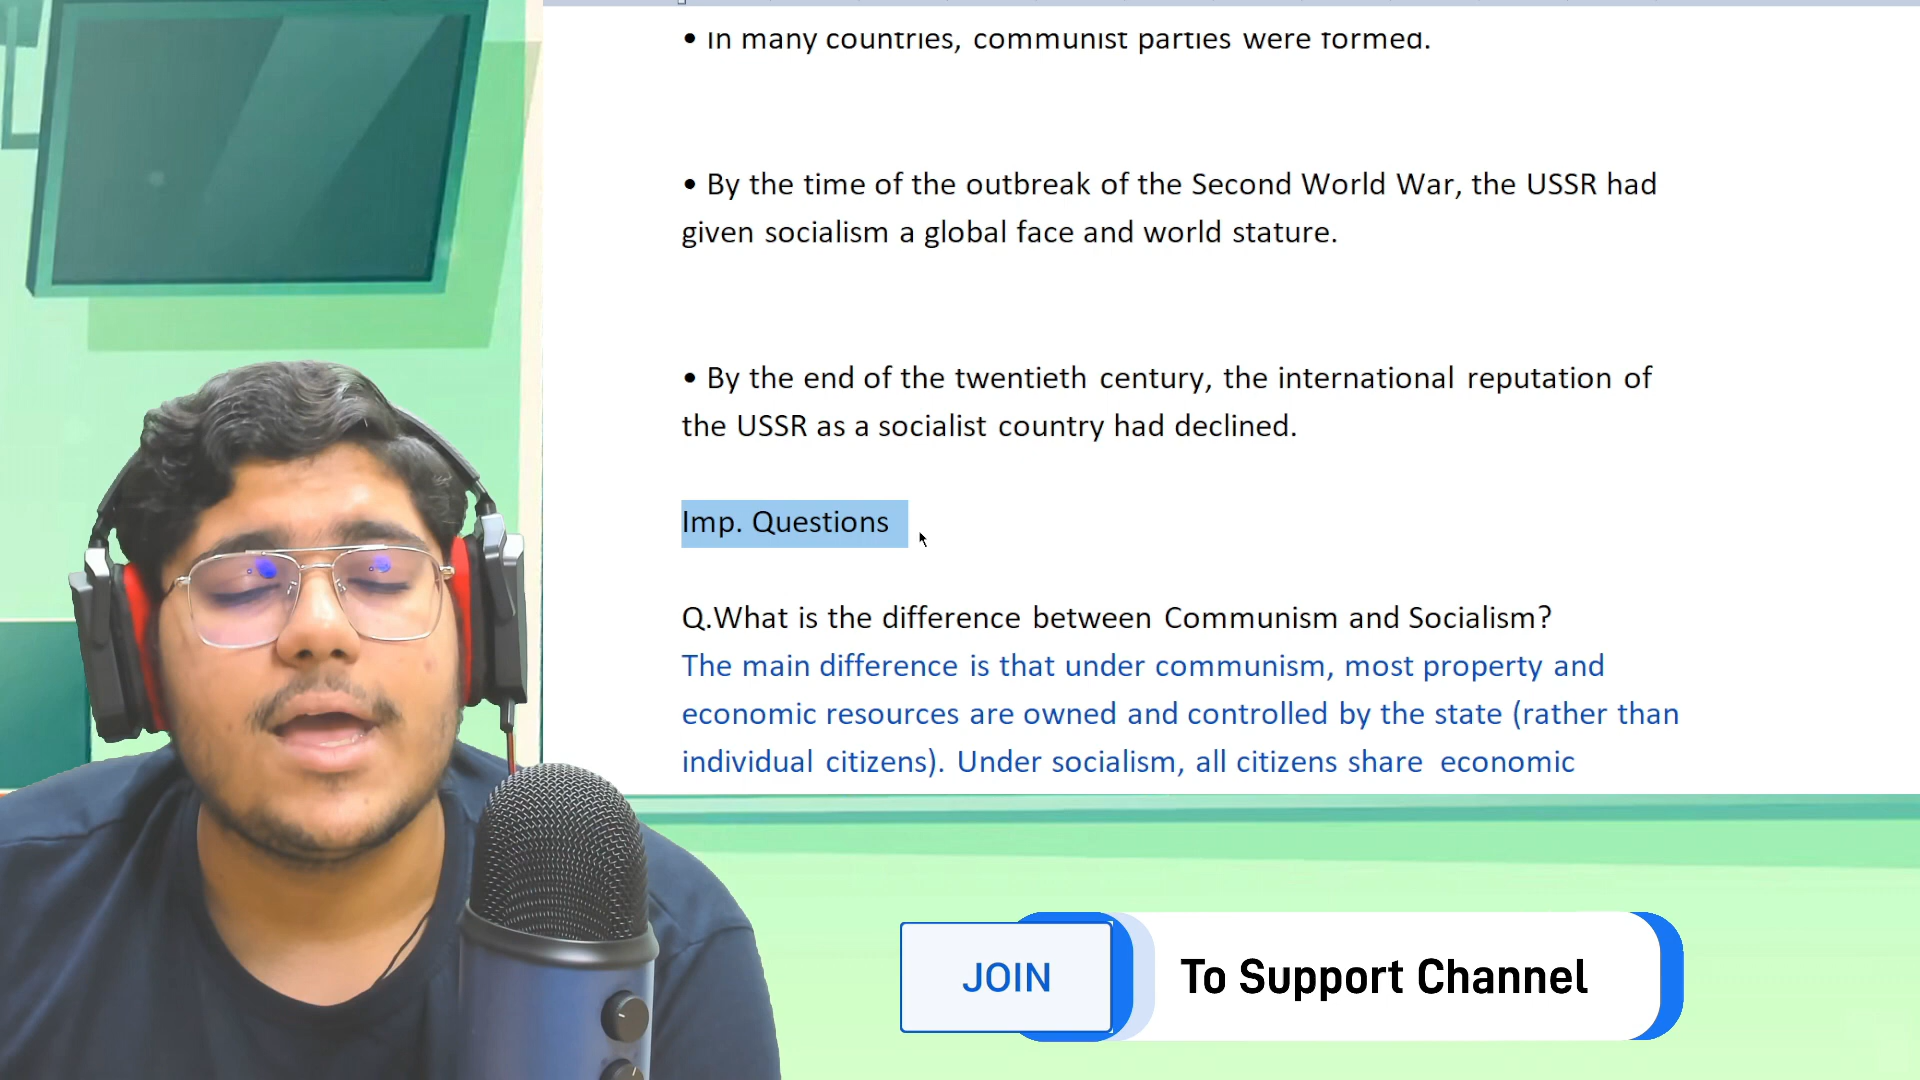 • In many countries, communist parties were formed.
• By the time of the outbreak of the Second World War, the USSR had
given socialism a global face and world stature.
• By the end of the twentieth century, the international reputation of
the USSR as a socialist country had declined.
Imp. Questions
Q.What is the difference between Communism and Socialism?
The main difference is that under communism, most property and
economic resources are owned and controlled by the state (rather than
individual citizens). Under socialism, all citizens share economic
JOIN
To Support Channel